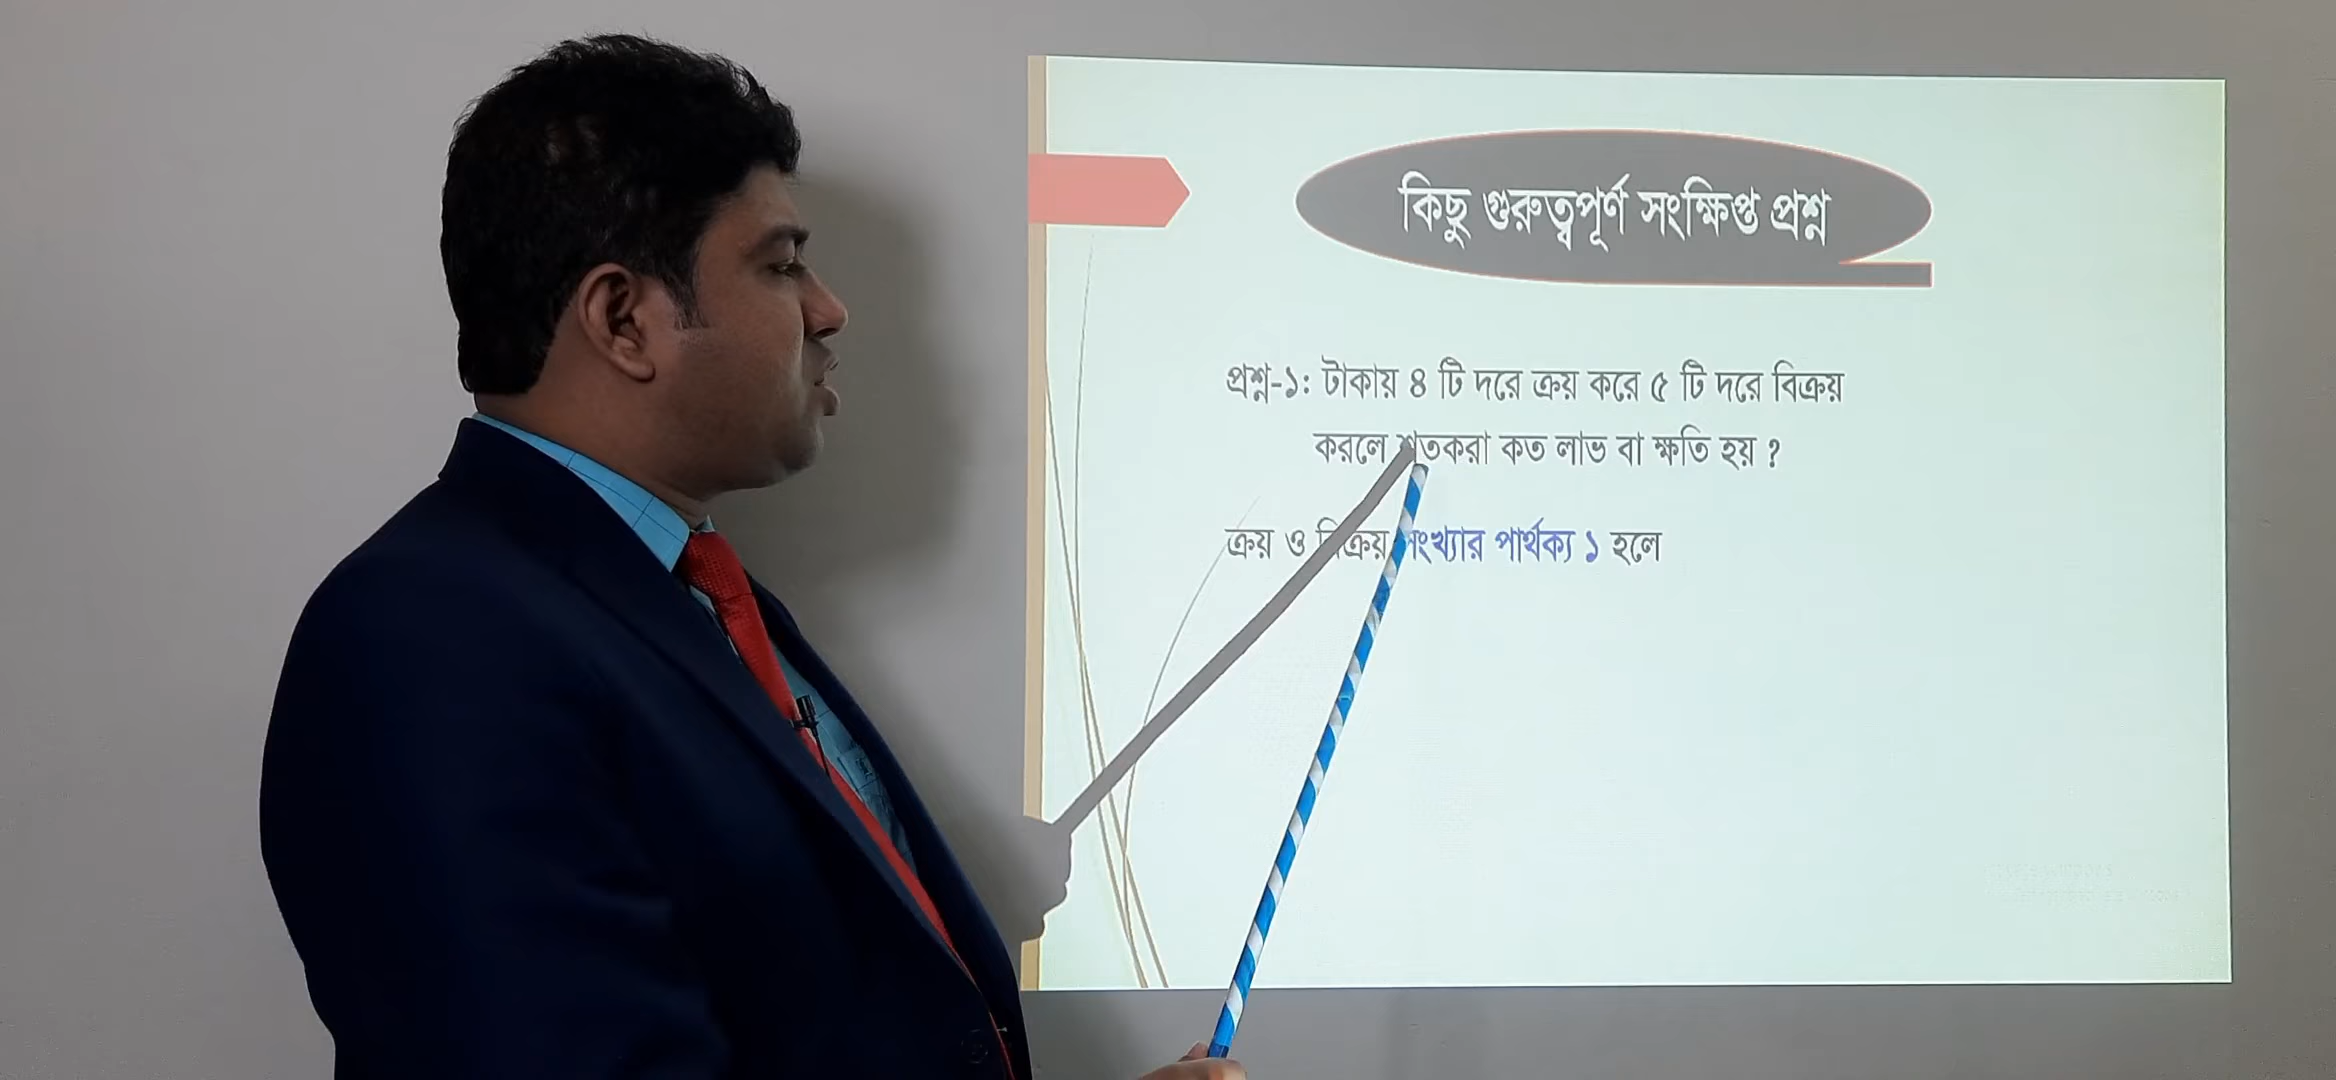 কিছু গুরুত্বপূর্ণ সংক্ষিপ্ত প্রশ্ন
প্রশ্ন-১: টাকায় ৪ টি দরে ক্রয় করে ৫ টি দরে বিক্রয়
করলে শতকরা কত লাভ বা ক্ষতি হয় ?
ক্রয় ও বিক্রয় সংখ্যার পার্থক্য ১ হলে